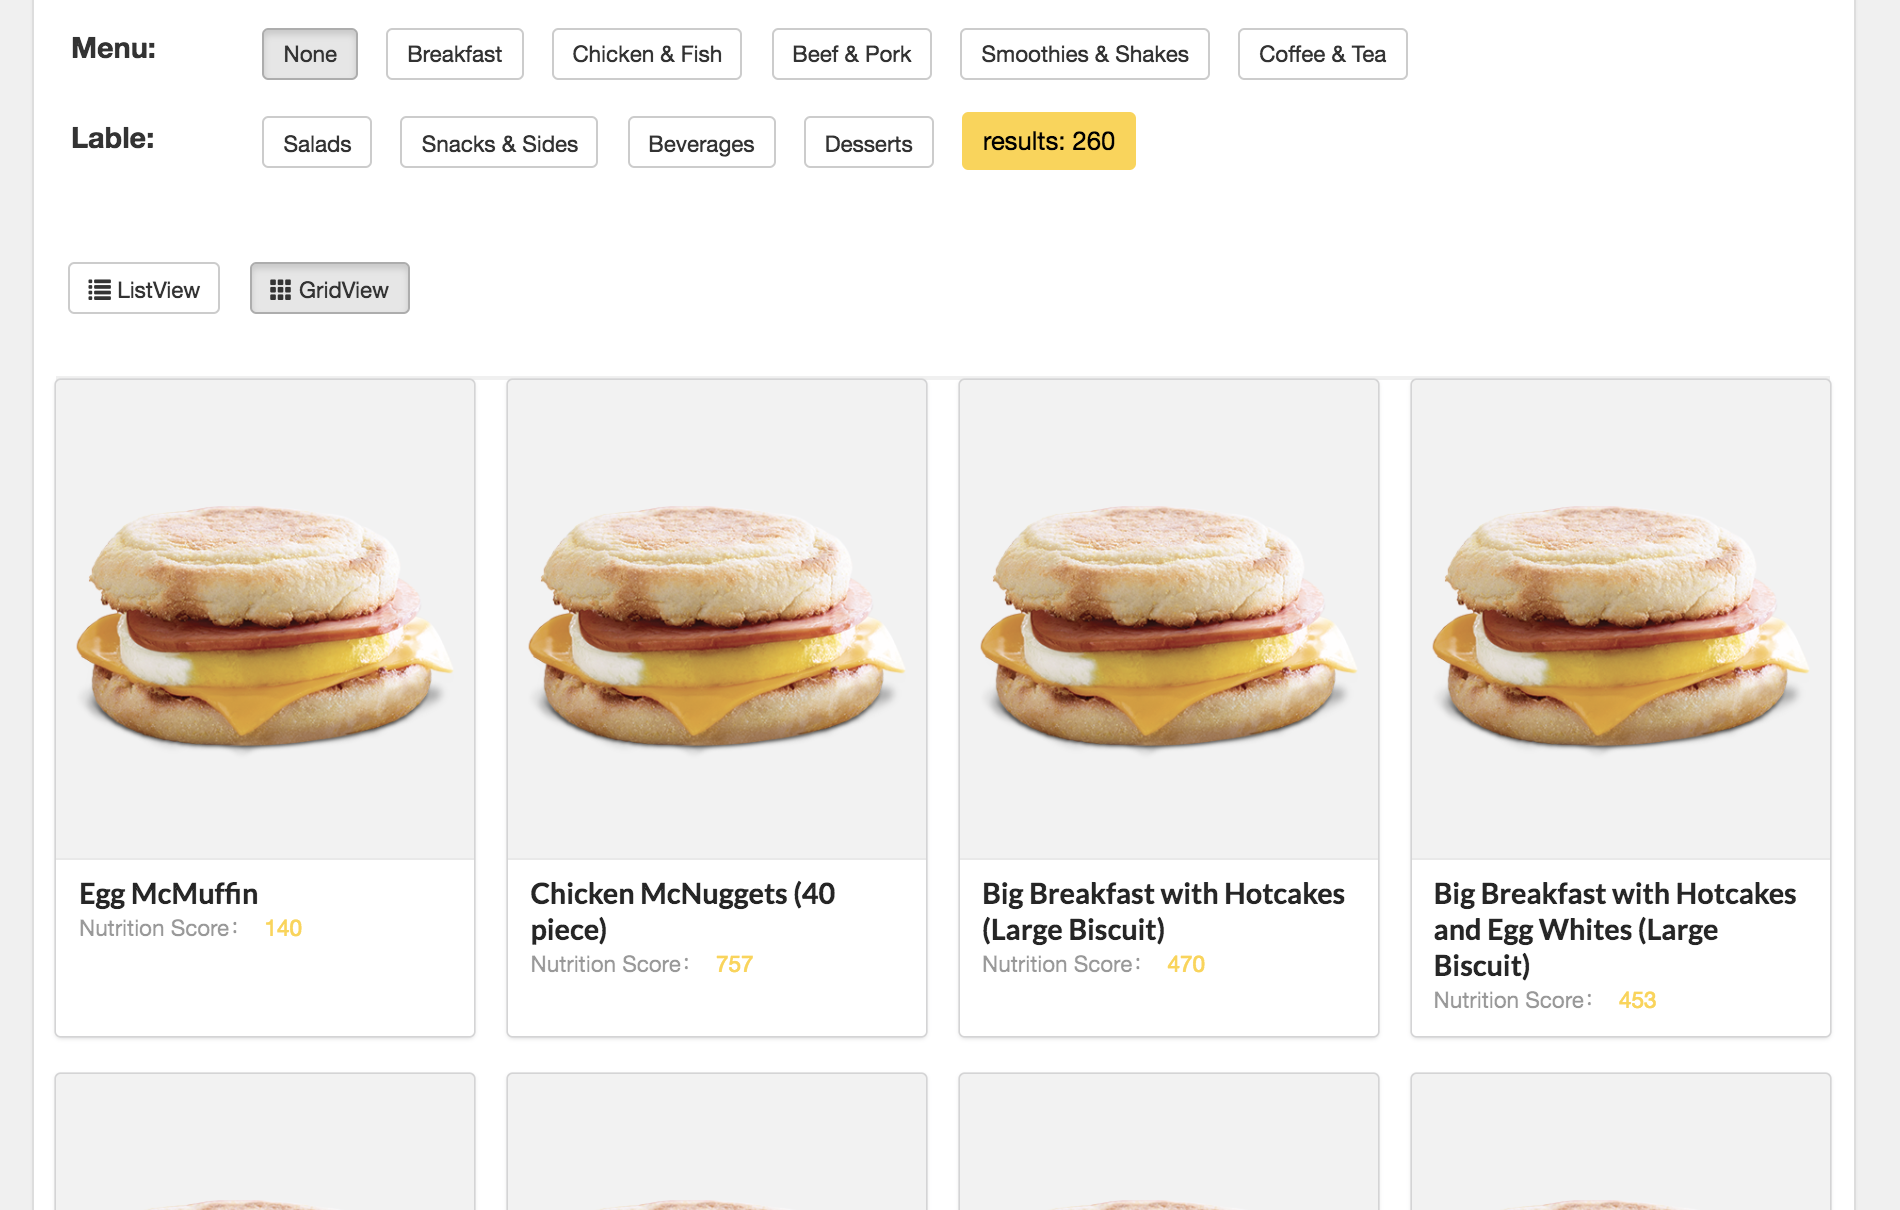 Menu: None Breakfast Chicken & Fish Beef & Pork Smoothies & Shakes Coffee & Tea
Lable: Salads Snacks & Sides Beverages Desserts results: 260
ListView GridView
Egg McMuffin
Nutrition Score: 140
Chicken McNuggets (40
piece)
Nutrition Score: 757
Big Breakfast with Hotcakes
(Large Biscuit)
Nutrition Score: 470
Big Breakfast with Hotcakes
and Egg Whites (Large
Biscuit)
Nutrition Score: 453